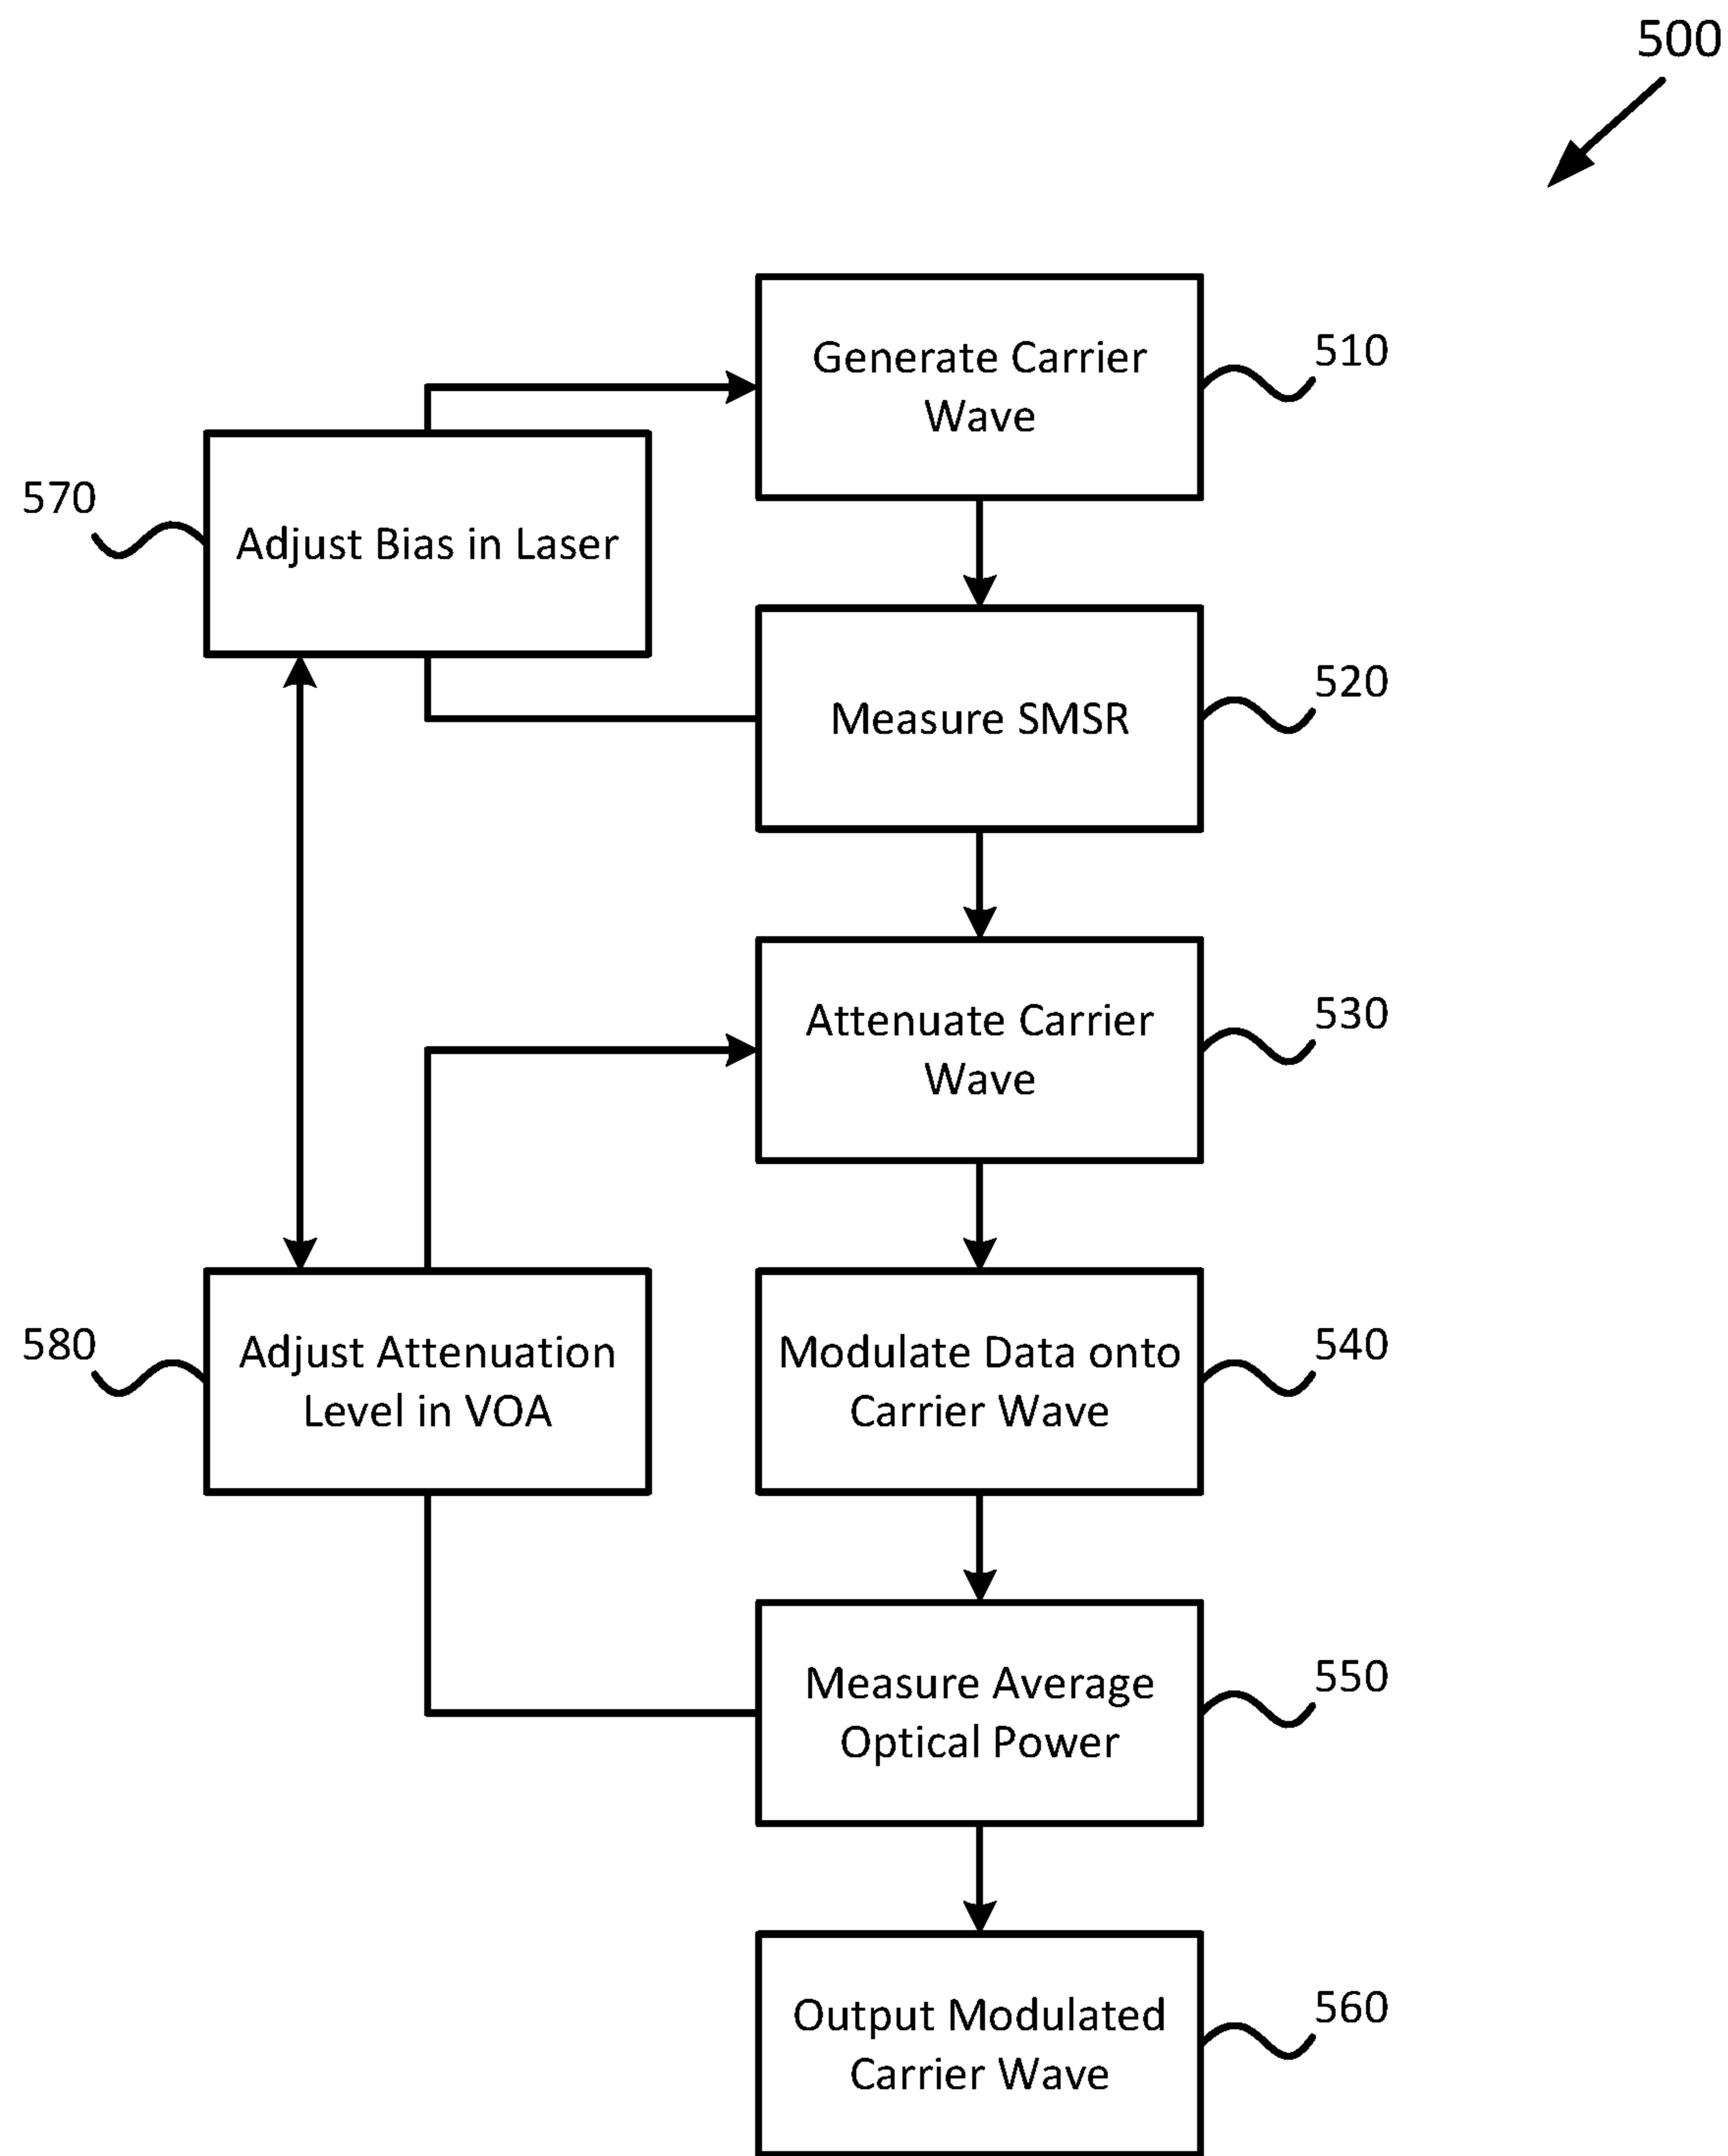 500
Generate Carrier
Wave
510
570
Adjust Bias in Laser
Measure SMSR
520
Attenuate Carrier
Wave
530
580
Adjust Attenuation
Level in VOA
Modulate Data onto
Carrier Wave
540
Measure Average
Optical Power
550
Output Modulated
Carrier Wave
560